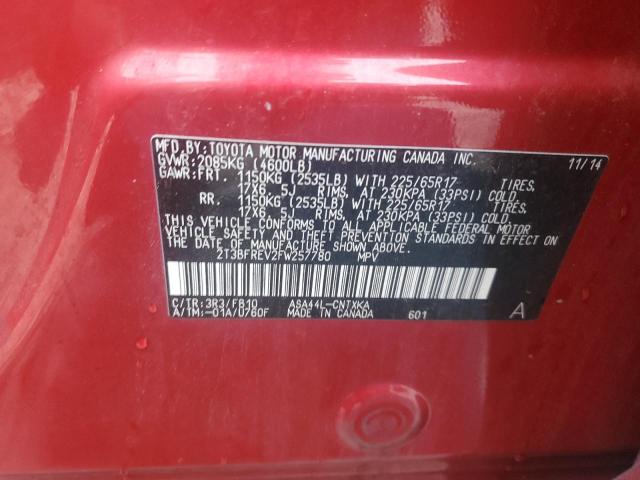 MFD.BY:TOYOTA MOTOR MANUFACTURING CANADA INC. 11/14
GVWR:2085KG (4600LB)
GAWR:FRT. 1150KG (2535LB) WITH 225/65R17 TIRES,
17X6.5J RIMS, AT 230KPA (33PSI) COLD.
RR. 1150KG (2535LB) WITH 225/65R17 TIRES,
17X6.5J RIMS, AT 230KPA (33PSI) COLD.
THIS VEHICLE CONFORMS TO ALL APPLICABLE FEDERAL MOTOR
VEHICLE SAFETY AND BUMPER STANDARDS IN EFFECT ON
THE DATE OF MANUFACTURE SHOWN ABOVE.
2T3BFREV2FW257780 MPV
C/TR:3R3/FB10 ASA44L-CNTXKA
A/TM:-01A/U760F MADE IN CANADA 601 A